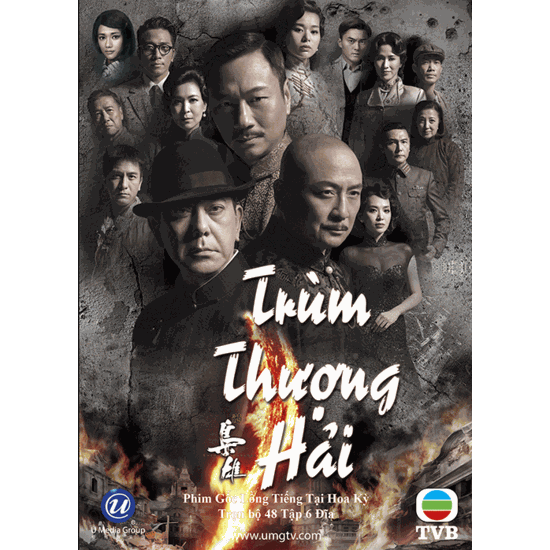 Trùm
Thượng
Hải
梟雄
Phim Gốc Lồng Tiếng Tại Hoa Kỳ
Trọn bộ 48 Tập 6 Đĩa
U Media Group
TVB
www.umgtv.com